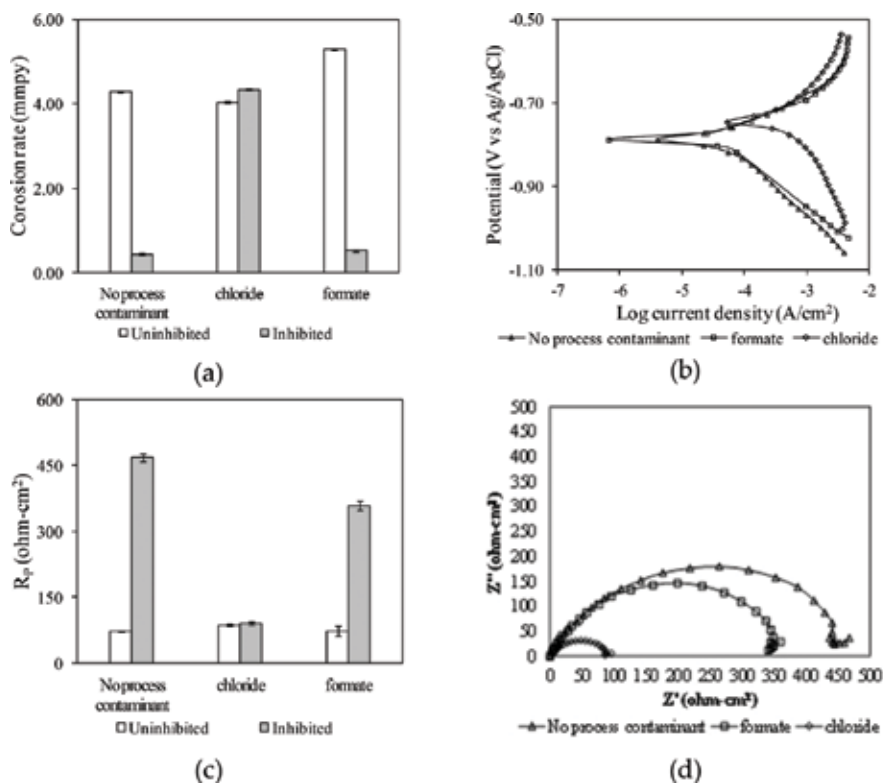 6.00
4.00
2.00
0.00
Corosion rate (mmpy)
No process contaminant
chloride
formate
Uninhibited Inhibited
(a)
-0.50
-0.70
-0.90
-1.10
Potential (V vs Ag/AgCl)
-7 -6 -5 -4 -3 -2
Log current density (A/cm²)
No process contaminant formate chloride
(b)
600
450
300
150
0
Rₚ (ohm-cm²)
No process contaminant
chloride
formate
Uninhibited Inhibited
(c)
500
450
400
350
300
250
200
150
100
50
0
Z'' (ohm-cm²)
0 50 100 150 200 250 300 350 400 450 500
Z' (ohm-cm²)
No process contaminant formate chloride
(d)